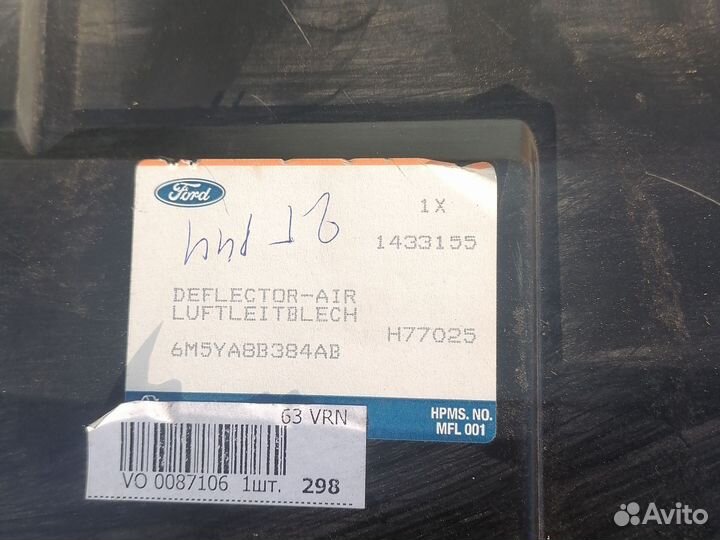 Ford
1X
1433155
DEFLECTOR-AIR
LUFTLEITBLECH
H77025
6M5YA8B384AB
HPMS. NO.
MFL 001
63 VRN
VO 0087106 1шт. 298
Avito